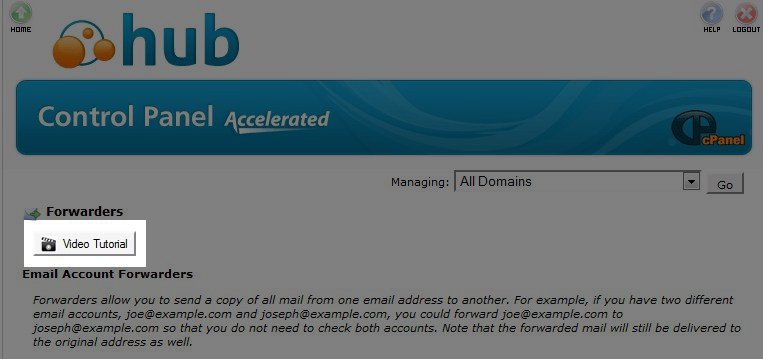 HOME
hub
HELP
LOGOUT
Control Panel Accelerated
cPanel
Managing: All Domains Go
Forwarders
Video Tutorial
Email Account Forwarders
Forwarders allow you to send a copy of all mail from one email address to another. For example, if you have two different
email accounts, joe@example.com and joseph@example.com, you could forward joe@example.com to
joseph@example.com so that you do not need to check both accounts. Note that the forwarded mail will still be delivered to
the original address as well.